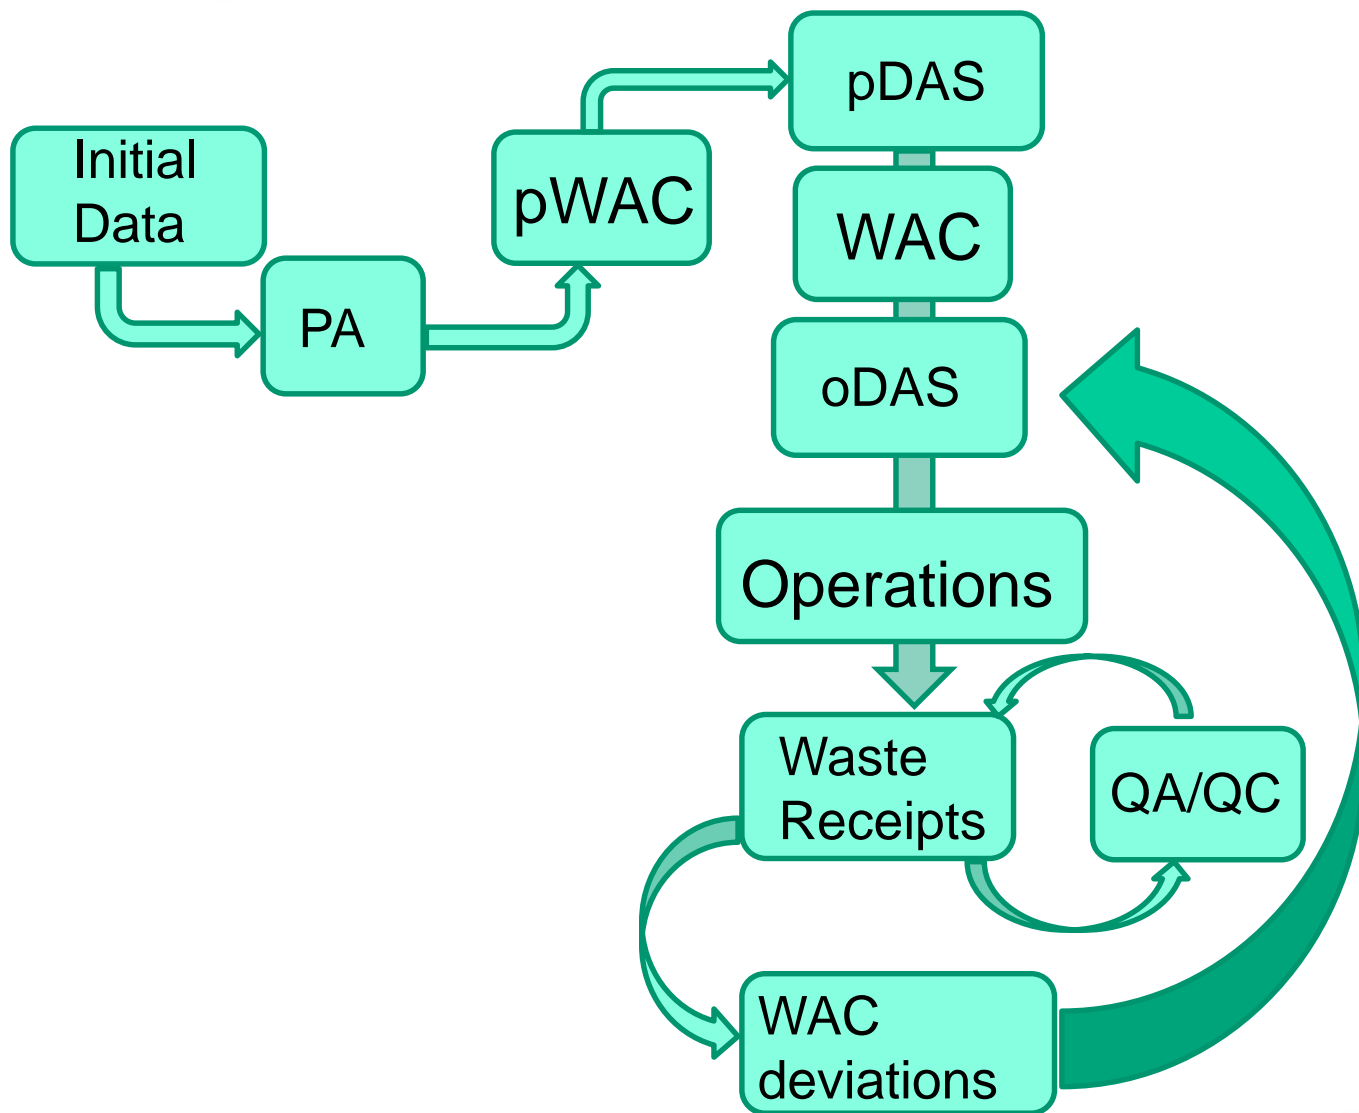 Initial
Data
PA
pWAC
pDAS
WAC
oDAS
Operations
Waste
Receipts
QA/QC
WAC
deviations